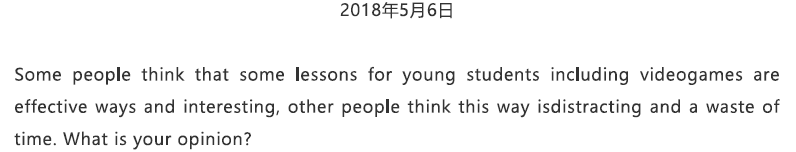 2018年5月6日
Some people think that some lessons for young students including videogames are
effective ways and interesting, other people think this way isdistracting and a waste of
time. What is your opinion?